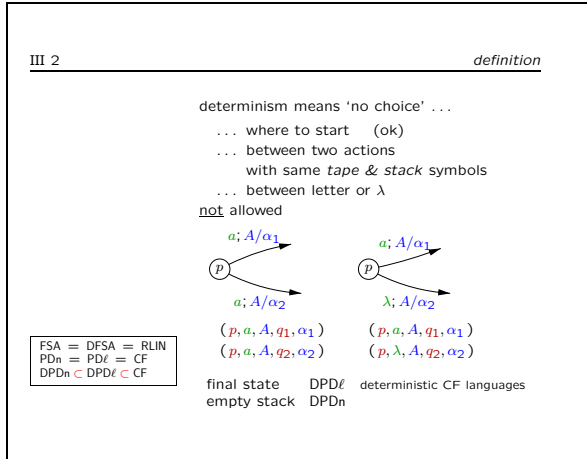 III 2 definition
determinism means ‘no choice’ ...
... where to start (ok)
... between two actions
with same tape & stack symbols
... between letter or λ
not allowed
a; A/α1 a; A/α1
p p
a; A/α2 λ; A/α2
(p, a, A, q1, α1) (p, a, A, q1, α1)
(p, a, A, q2, α2) (p, λ, A, q2, α2)
FSA = DFSA = RLIN
PDn = PDℓ = CF
DPDn ⊂ DPDℓ ⊂ CF
final state DPDℓ deterministic CF languages
empty stack DPDn